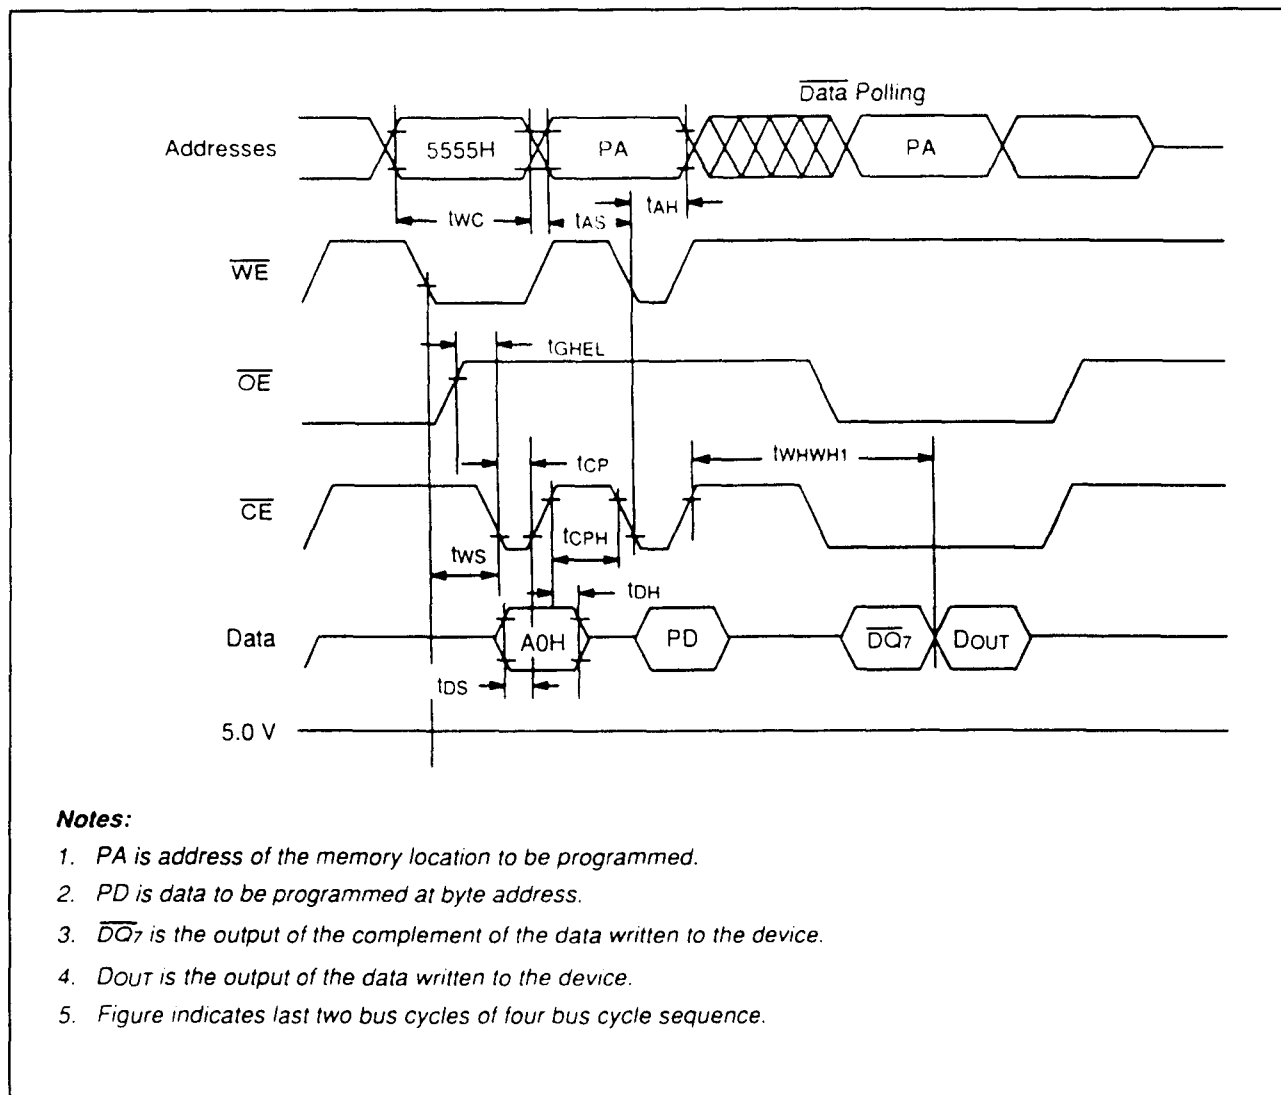 Data Polling
Addresses 5555H PA PA
tWC tAS tAH
WE
tGHEL
OE
tWHWH1
tCP
CE
tCPH
tWS
tDH
Data A0H PD DQ7 DOUT
tDS
5.0 V
Notes:
1. PA is address of the memory location to be programmed.
2. PD is data to be programmed at byte address.
3. DQ7 is the output of the complement of the data written to the device.
4. DOUT is the output of the data written to the device.
5. Figure indicates last two bus cycles of four bus cycle sequence.